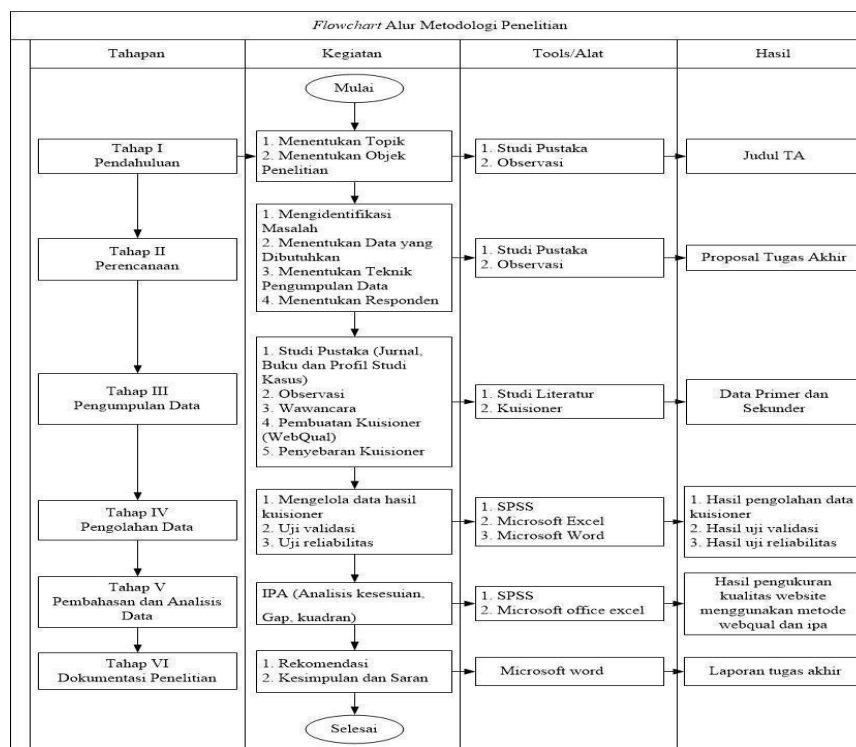 Flowchart Alur Metodologi Penelitian
Tahapan
Kegiatan
Tools/Alat
Hasil
Mulai
Tahap I
Pendahuluan
1. Menentukan Topik
2. Menentukan Objek
Penelitian
1. Studi Pustaka
2. Observasi
Judul TA
Tahap II
Perencanaan
1. Mengidentifikasi
Masalah
2. Menentukan Data yang
Dibutuhkan
3. Menentukan Teknik
Pengumpulan Data
4. Menentukan Responden
1. Studi Pustaka
2. Observasi
Proposal Tugas Akhir
Tahap III
Pengumpulan Data
1. Studi Pustaka (Jurnal,
Buku dan Profil Studi
Kasus)
2. Observasi
3. Wawancara
4. Pembuatan Kuisioner
(WebQual)
5. Penyebaran Kuisioner
1. Studi Literatur
2. Kuisioner
Data Primer dan
Sekunder
Tahap IV
Pengolahan Data
1. Mengelola data hasil
kuisioner
2. Uji validasi
3. Uji reliabilitas
1. SPSS
2. Microsoft Excel
3. Microsoft Word
1. Hasil pengolahan data
kuisioner
2. Hasil uji validasi
3. Hasil uji reliabilitas
Tahap V
Pembahasan dan Analisis
Data
IPA (Analisis kesesuaian,
Gap, kuadran)
1. SPSS
2. Microsoft office excel
Hasil pengukuran
kualitas website
menggunakan metode
webqual dan ipa
Tahap VI
Dokumentasi Penelitian
1. Rekomendasi
2. Kesimpulan dan Saran
Microsoft word
Laporan tugas akhir
Selesai